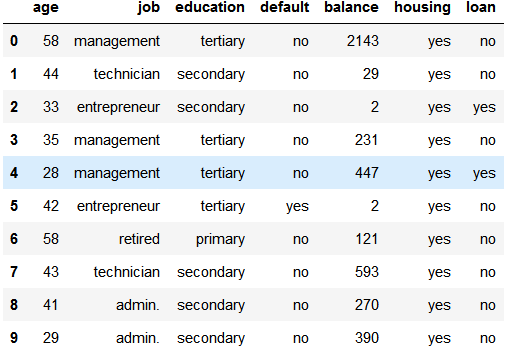 age job education default balance housing loan
0 58 management tertiary no 2143 yes no
1 44 technician secondary no 29 yes no
2 33 entrepreneur secondary no 2 yes yes
3 35 management tertiary no 231 yes no
4 28 management tertiary no 447 yes yes
5 42 entrepreneur tertiary yes 2 yes no
6 58 retired primary no 121 yes no
7 43 technician secondary no 593 yes no
8 41 admin. secondary no 270 yes no
9 29 admin. secondary no 390 yes no